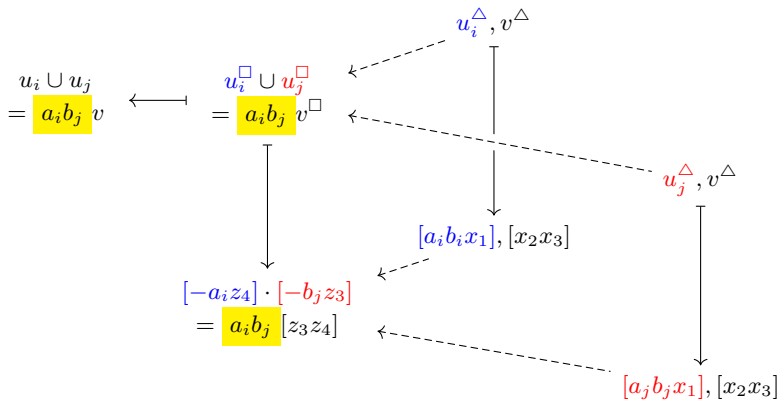 u_i^△, v^△
u_i ∪ u_j
= a_i b_j v
u_i^□ ∪ u_j^□
= a_i b_j v^□
u_j^△, v^△
[a_i b_i x_1], [x_2 x_3]
[−a_i z_4] · [−b_j z_3]
= a_i b_j [z_3 z_4]
[a_j b_j x_1], [x_2 x_3]